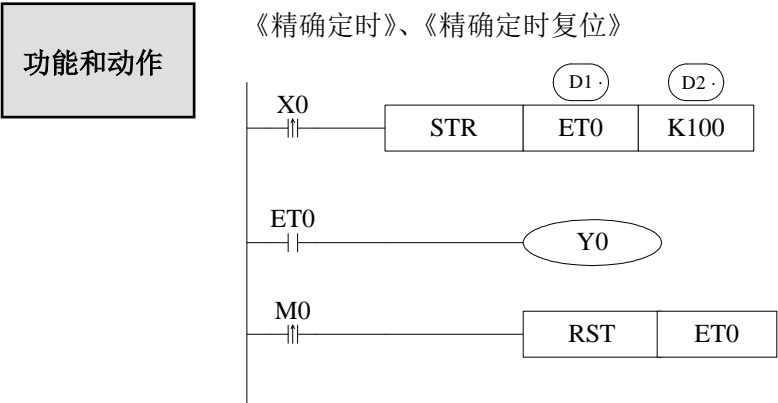 《精确定时》、《精确定时复位》
功能和动作
D1·
D2·
X0
STR
ET0
K100
ET0
Y0
M0
RST
ET0